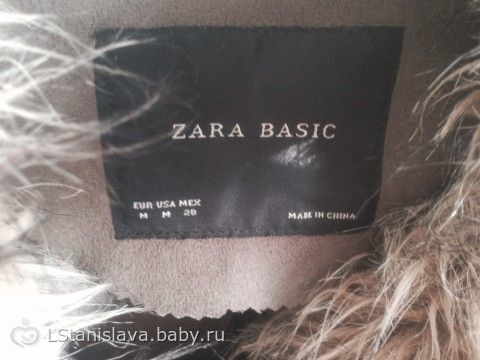 ZARA BASIC
EUR USA MEX
M M 28
MADE IN CHINA
LStanislava.baby.ru